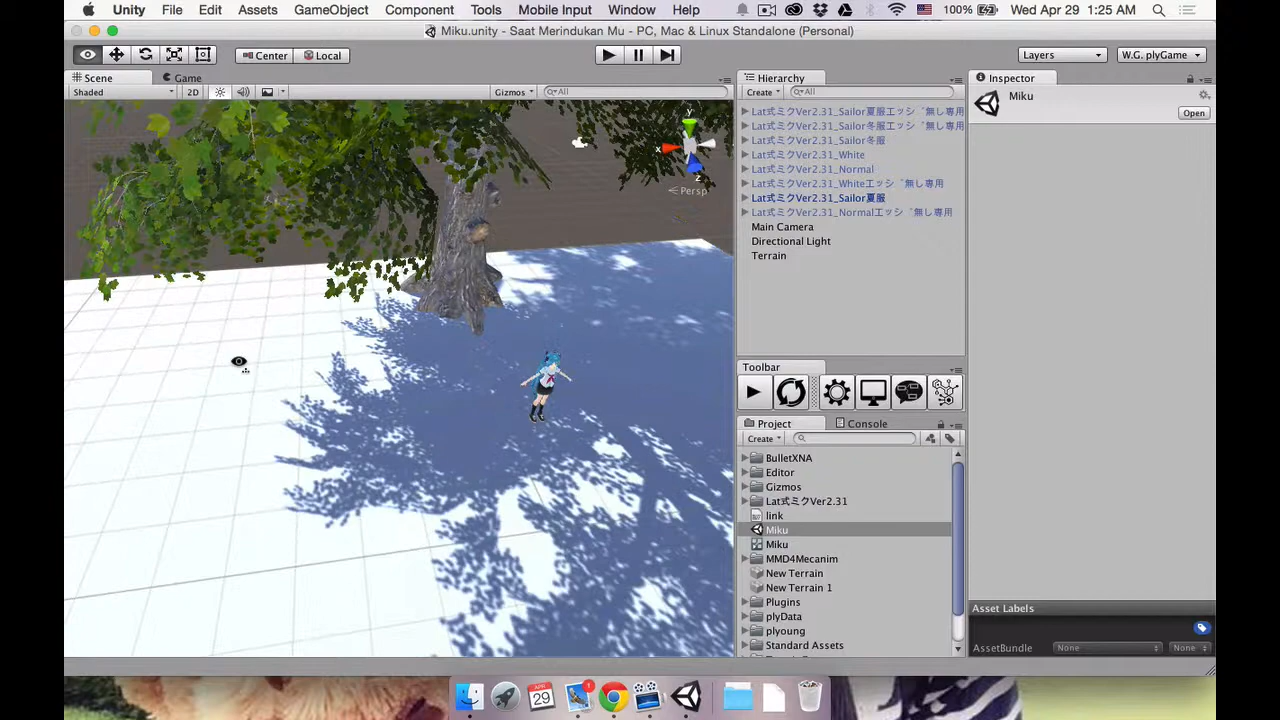 Unity File Edit Assets GameObject Component Tools Mobile Input Window Help 100% Wed Apr 29 1:25 AM
Miku.unity - Saat Merindukan Mu - PC, Mac & Linux Standalone (Personal)
Center Local Layers W.G. plyGame
Scene Game
Shaded 2D Gizmos All
y
x
z
Persp
Hierarchy
Create All
Lat式ミクVer2.31_Sailor夏服エッジ無し専用
Lat式ミクVer2.31_Sailor冬服エッジ無し専用
Lat式ミクVer2.31_Sailor冬服
Lat式ミクVer2.31_White
Lat式ミクVer2.31_Normal
Lat式ミクVer2.31_Whiteエッジ無し専用
Lat式ミクVer2.31_Sailor夏服
Lat式ミクVer2.31_Normalエッジ無し専用
Main Camera
Directional Light
Terrain
Toolbar
Project Console
Create
BulletXNA
Editor
Gizmos
Lat式ミクVer2.31
link
Miku
Miku
MMD4Mecanim
New Terrain
New Terrain 1
Plugins
plyData
plyoung
Standard Assets
Inspector
Miku
Open
Asset Labels
AssetBundle None None
APR
29
1